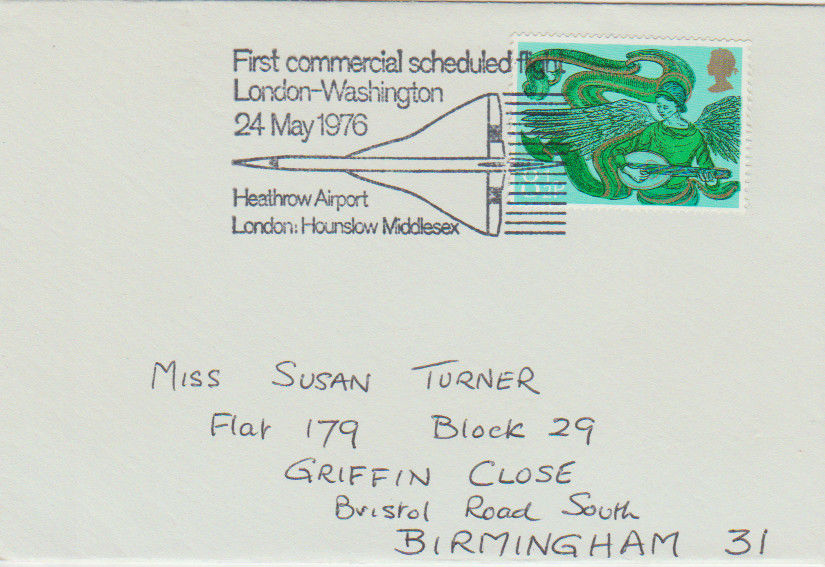 First commercial scheduled flight
London-Washington
24 May 1976
Heathrow Airport
London: Hounslow Middlesex
MISS SUSAN TURNER
Flat 179 Block 29
GRIFFIN CLOSE
Bristol Road South
BIRMINGHAM 31